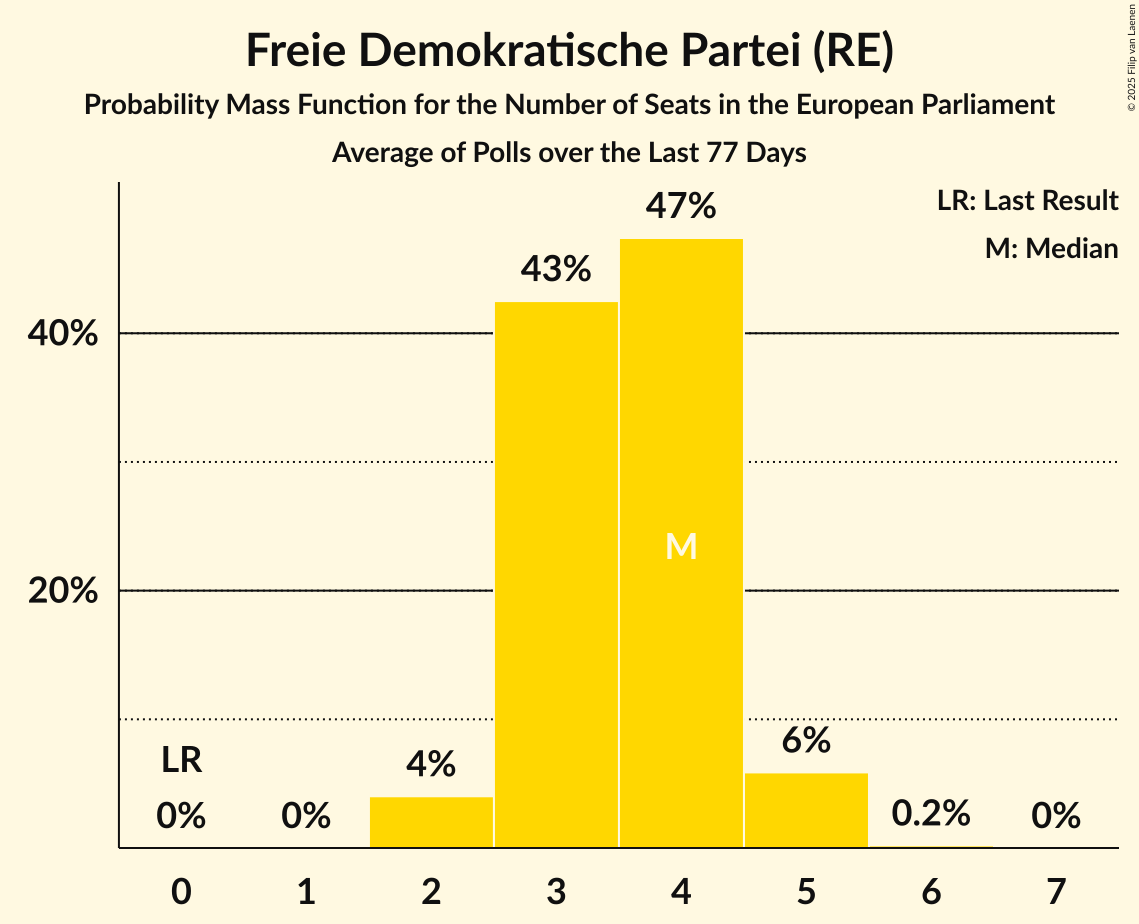 Freie Demokratische Partei (RE)
Probability Mass Function for the Number of Seats in the European Parliament
Average of Polls over the Last 77 Days
© 2025 Filip van Laenen
LR: Last Result
M: Median
47%
43%
40%
M
20%
LR
0%
0%
4%
6%
0.2%
0%
0 1 2 3 4 5 6 7